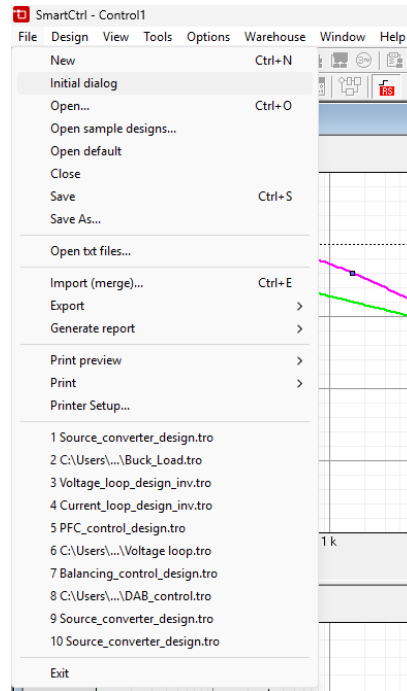 SmartCtrl - Control1
File Design View Tools Options Warehouse Window Help
New Ctrl+N
Initial dialog
Open... Ctrl+O
Open sample designs...
Open default
Close
Save Ctrl+S
Save As...
Open txt files...
Import (merge)... Ctrl+E
Export
Generate report
Print preview
Print
Printer Setup...
1 Source_converter_design.tro
2 C:\Users\...\Buck_Load.tro
3 Voltage_loop_design_inv.tro
4 Current_loop_design_inv.tro
5 PFC_control_design.tro
6 C:\Users\...\Voltage loop.tro
7 Balancing_control_design.tro
8 C:\Users\...\DAB_control.tro
9 Source_converter_design.tro
10 Source_converter_design.tro
Exit
RS
1 k